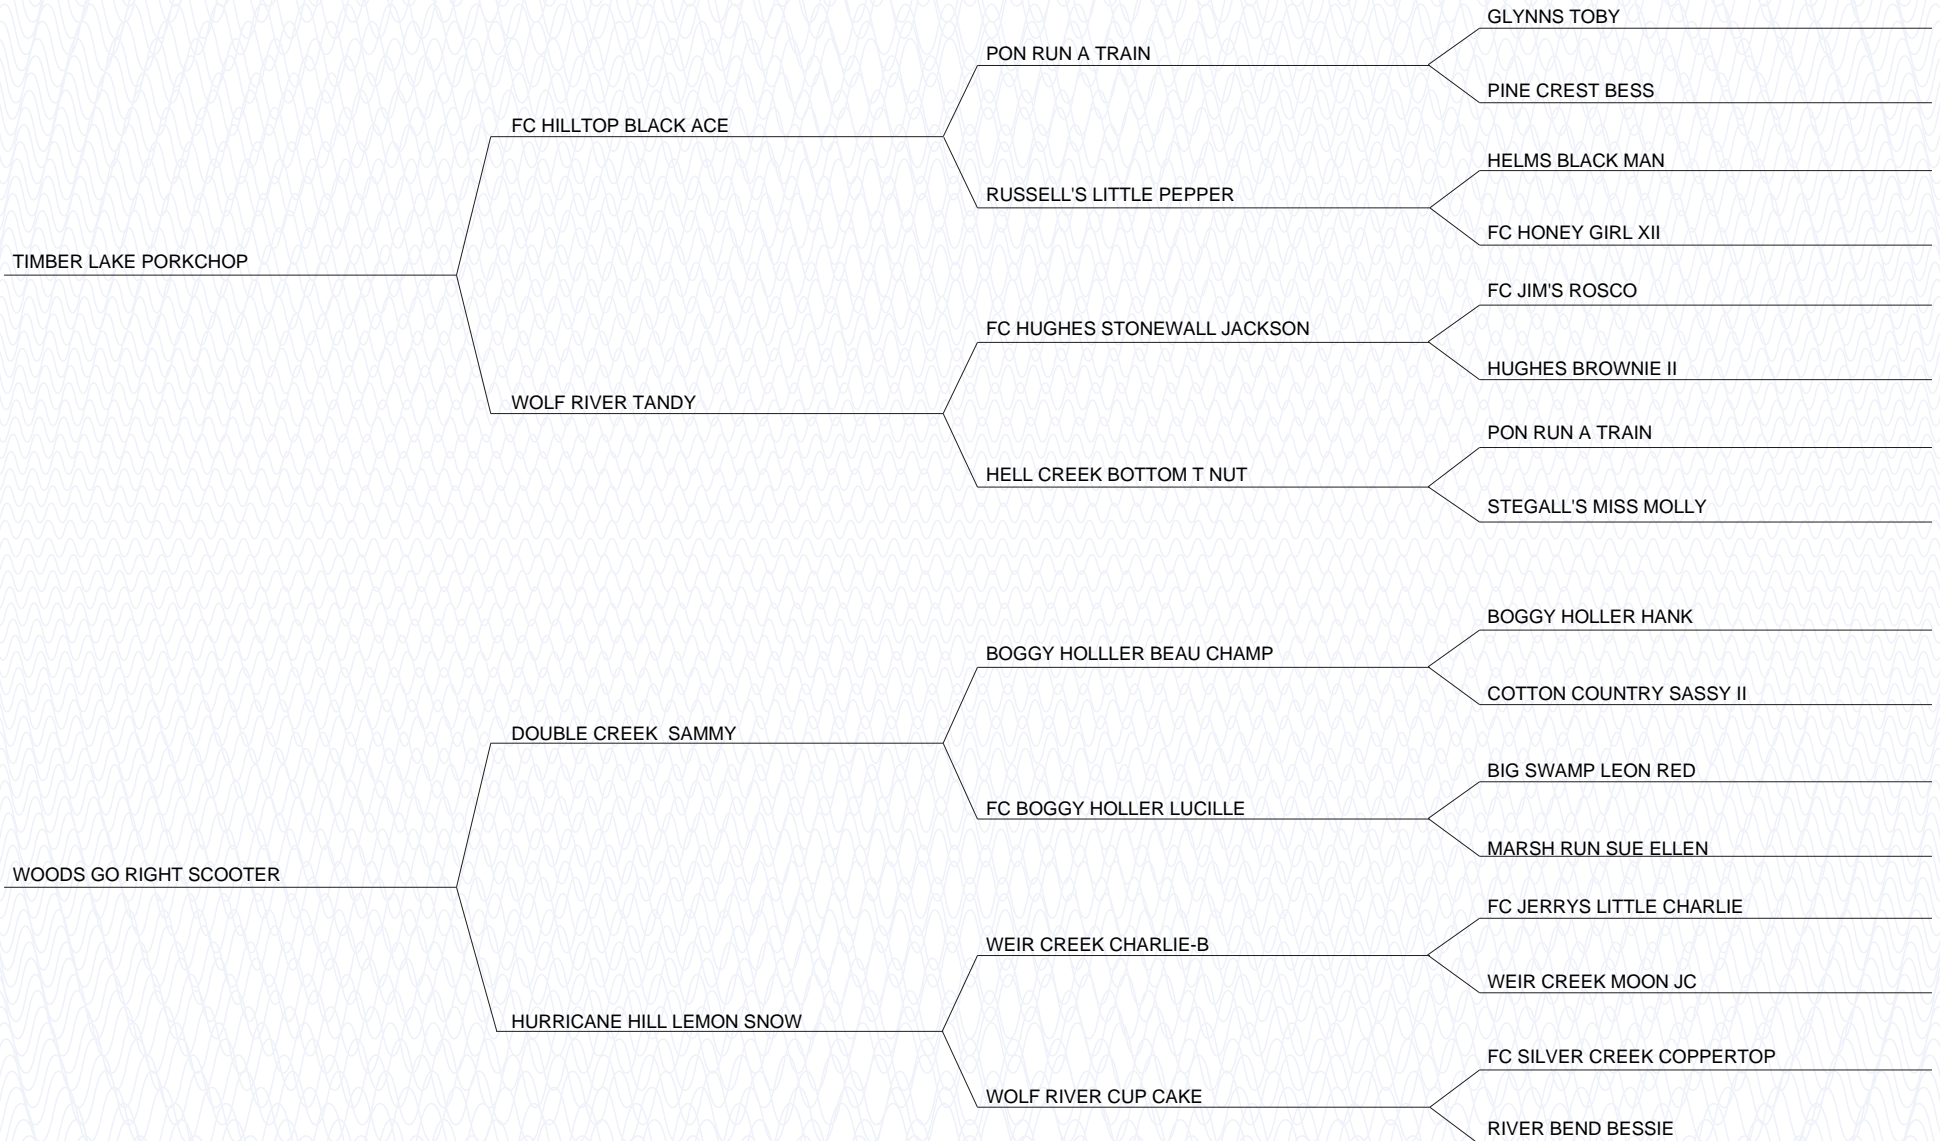 GLYNNS TOBY
PON RUN A TRAIN
PINE CREST BESS
FC HILLTOP BLACK ACE
HELMS BLACK MAN
RUSSELL'S LITTLE PEPPER
FC HONEY GIRL XII
TIMBER LAKE PORKCHOP
FC JIM'S ROSCO
FC HUGHES STONEWALL JACKSON
HUGHES BROWNIE II
WOLF RIVER TANDY
PON RUN A TRAIN
HELL CREEK BOTTOM T NUT
STEGALL'S MISS MOLLY
BOGGY HOLLER HANK
BOGGY HOLLLER BEAU CHAMP
COTTON COUNTRY SASSY II
DOUBLE CREEK  SAMMY
BIG SWAMP LEON RED
FC BOGGY HOLLER LUCILLE
MARSH RUN SUE ELLEN
WOODS GO RIGHT SCOOTER
FC JERRYS LITTLE CHARLIE
WEIR CREEK CHARLIE-B
WEIR CREEK MOON JC
HURRICANE HILL LEMON SNOW
FC SILVER CREEK COPPERTOP
WOLF RIVER CUP CAKE
RIVER BEND BESSIE